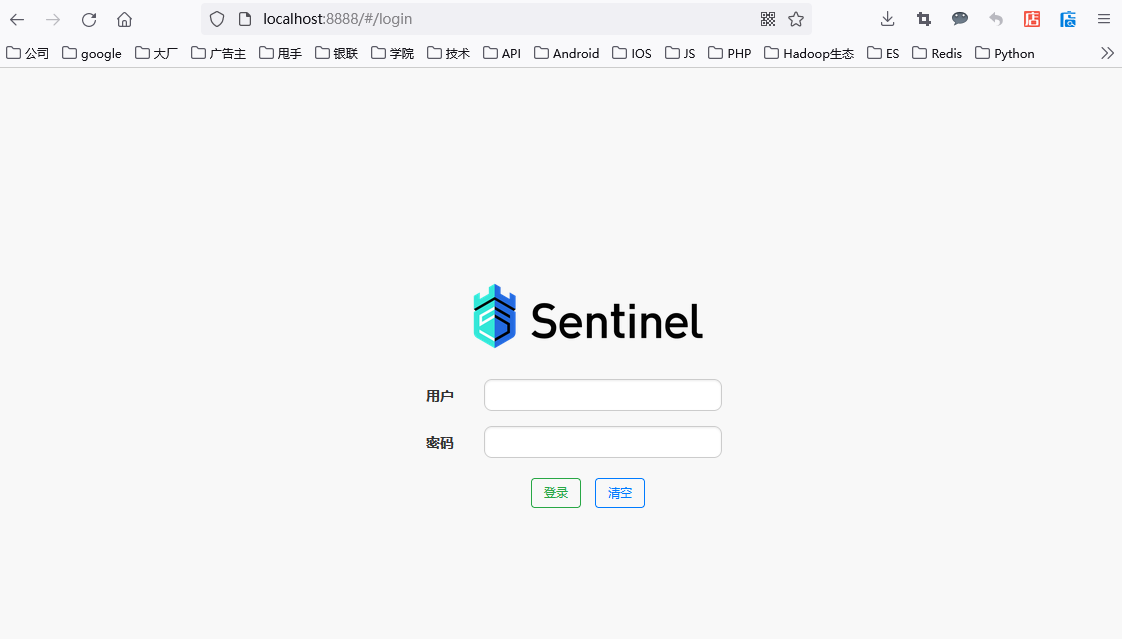 localhost:8888/#/login
公司 google 大厂 广告主 甩手 银联 学院 技术 API Android IOS JS PHP Hadoop生态 ES Redis Python
Sentinel
用户
密码
登录 清空